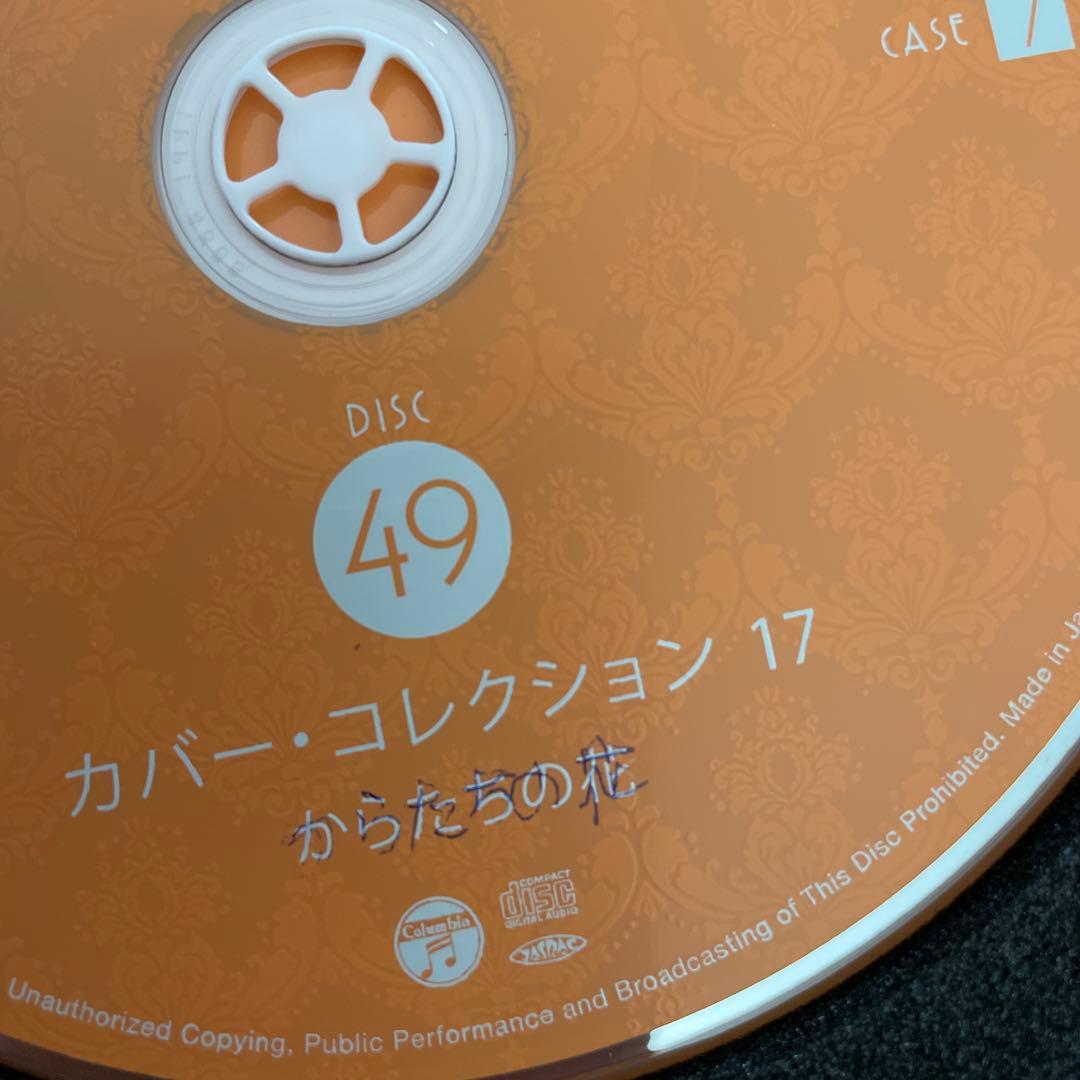 CASE 7
DISC
49
カバー・コレクション 17
からたちの花
Columbia
COMPACT
disc
DIGITAL AUDIO
JASRAC
Unauthorized Copying, Public Performance and Broadcasting of This Disc Prohibited. Made in Ja